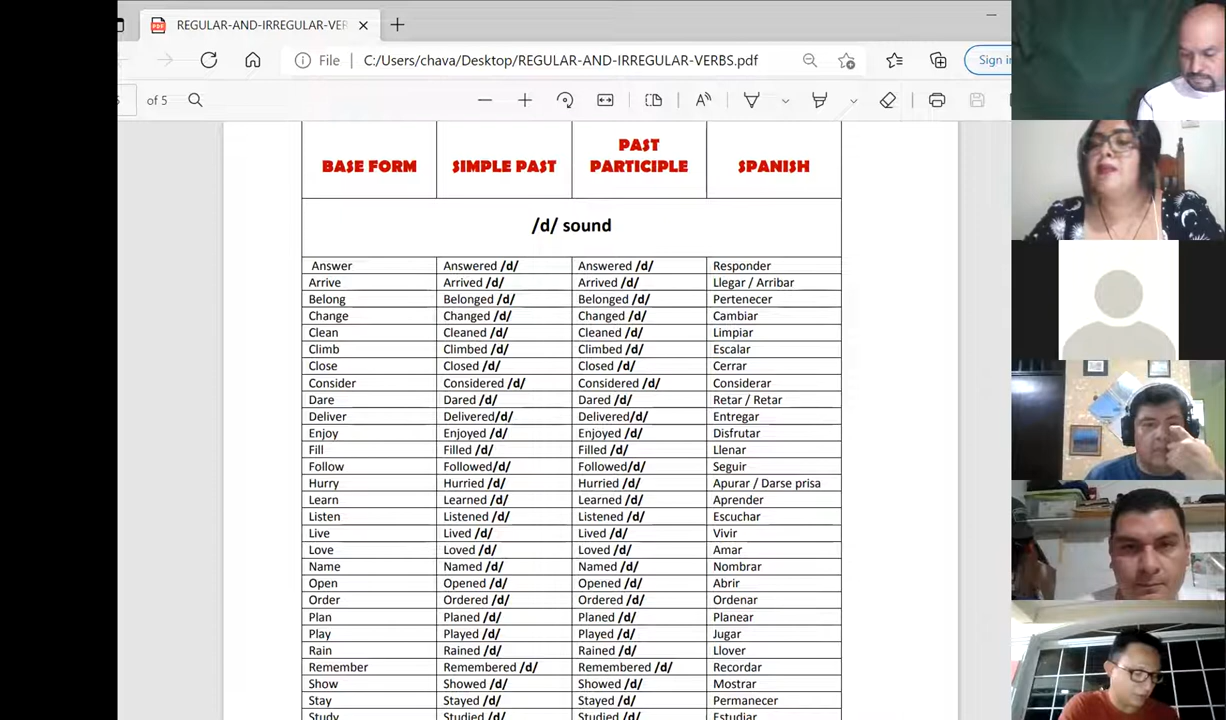 REGULAR-AND-IRREGULAR-VER
File C:/Users/chava/Desktop/REGULAR-AND-IRREGULAR-VERBS.pdf Sign in
of 5
BASE FORM SIMPLE PAST PAST PARTICIPLE SPANISH
/d/ sound
Answer Answered /d/ Answered /d/ Responder
Arrive Arrived /d/ Arrived /d/ Llegar / Arribar
Belong Belonged /d/ Belonged /d/ Pertenecer
Change Changed /d/ Changed /d/ Cambiar
Clean Cleaned /d/ Cleaned /d/ Limpiar
Climb Climbed /d/ Climbed /d/ Escalar
Close Closed /d/ Closed /d/ Cerrar
Consider Considered /d/ Considered /d/ Considerar
Dare Dared /d/ Dared /d/ Retar / Retar
Deliver Delivered/d/ Delivered/d/ Entregar
Enjoy Enjoyed /d/ Enjoyed /d/ Disfrutar
Fill Filled /d/ Filled /d/ Llenar
Follow Followed/d/ Followed/d/ Seguir
Hurry Hurried /d/ Hurried /d/ Apurar / Darse prisa
Learn Learned /d/ Learned /d/ Aprender
Listen Listened /d/ Listened /d/ Escuchar
Live Lived /d/ Lived /d/ Vivir
Love Loved /d/ Loved /d/ Amar
Name Named /d/ Named /d/ Nombrar
Open Opened /d/ Opened /d/ Abrir
Order Ordered /d/ Ordered /d/ Ordenar
Plan Planed /d/ Planed /d/ Planear
Play Played /d/ Played /d/ Jugar
Rain Rained /d/ Rained /d/ Llover
Remember Remembered /d/ Remembered /d/ Recordar
Show Showed /d/ Showed /d/ Mostrar
Stay Stayed /d/ Stayed /d/ Permanecer
Study Studied /d/ Studied /d/ Estudiar